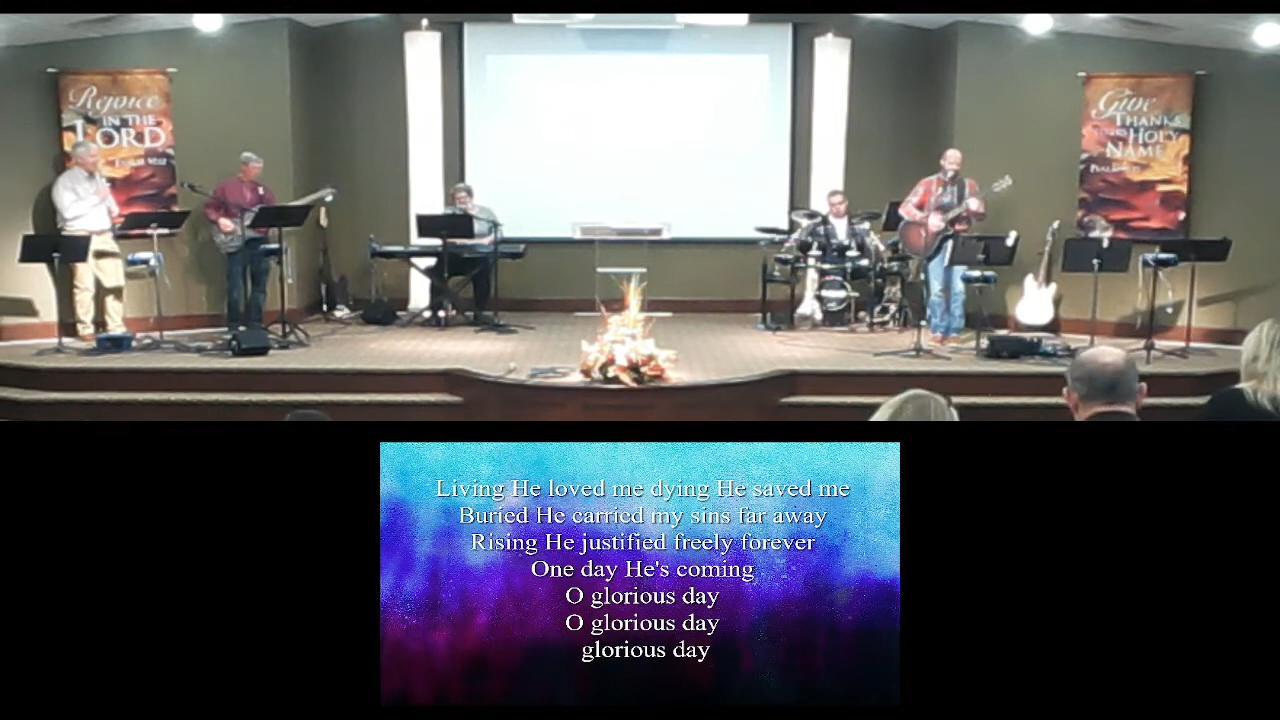 Rejoice
IN THE
LORD
Give
THANKS
HOLY
NAME
Living He loved me dying He saved me
Buried He carried my sins far away
Rising He justified freely forever
One day He's coming
O glorious day
O glorious day
glorious day